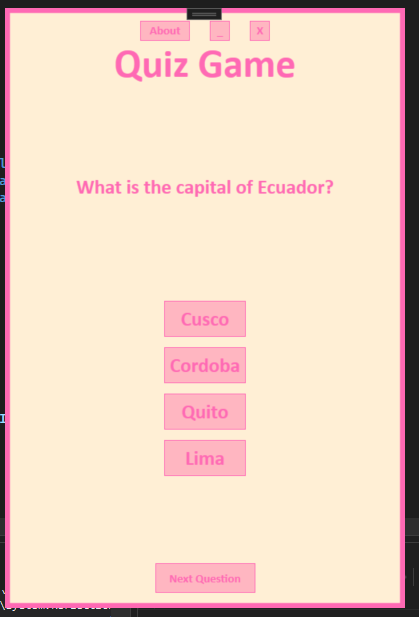 About _ X
Quiz Game
What is the capital of Ecuador?
Cusco
Cordoba
Quito
Lima
Next Question